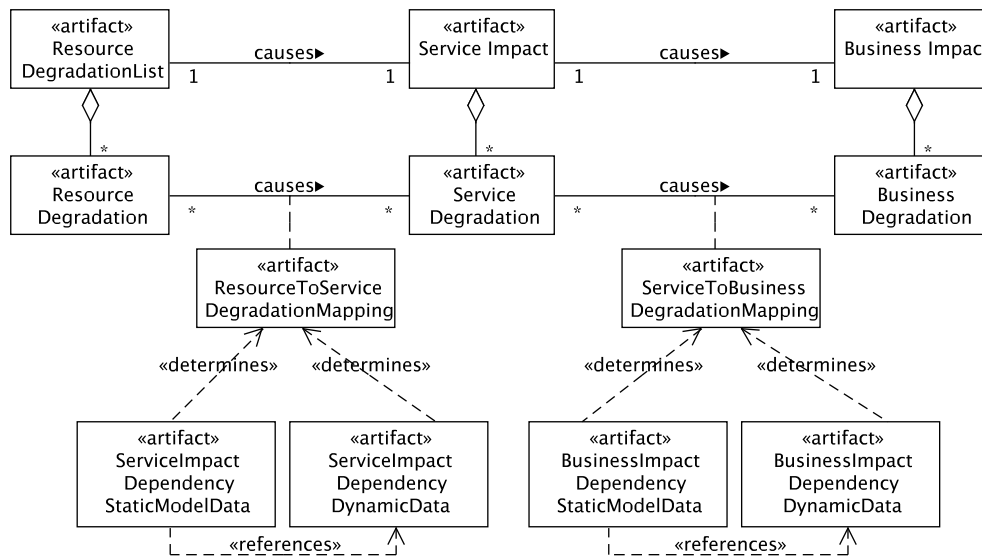 «artifact»
Resource
DegradationList
causes▶
1
1
«artifact»
Service Impact
causes▶
1
1
«artifact»
Business Impact
*
*
*
«artifact»
Resource
Degradation
causes▶
*
*
«artifact»
Service
Degradation
causes▶
*
*
«artifact»
Business
Degradation
«artifact»
ResourceToService
DegradationMapping
«artifact»
ServiceToBusiness
DegradationMapping
«determines»
«determines»
«determines»
«determines»
«artifact»
ServiceImpact
Dependency
StaticModelData
«artifact»
ServiceImpact
Dependency
DynamicData
«artifact»
BusinessImpact
Dependency
StaticModelData
«artifact»
BusinessImpact
Dependency
DynamicData
«references»
«references»